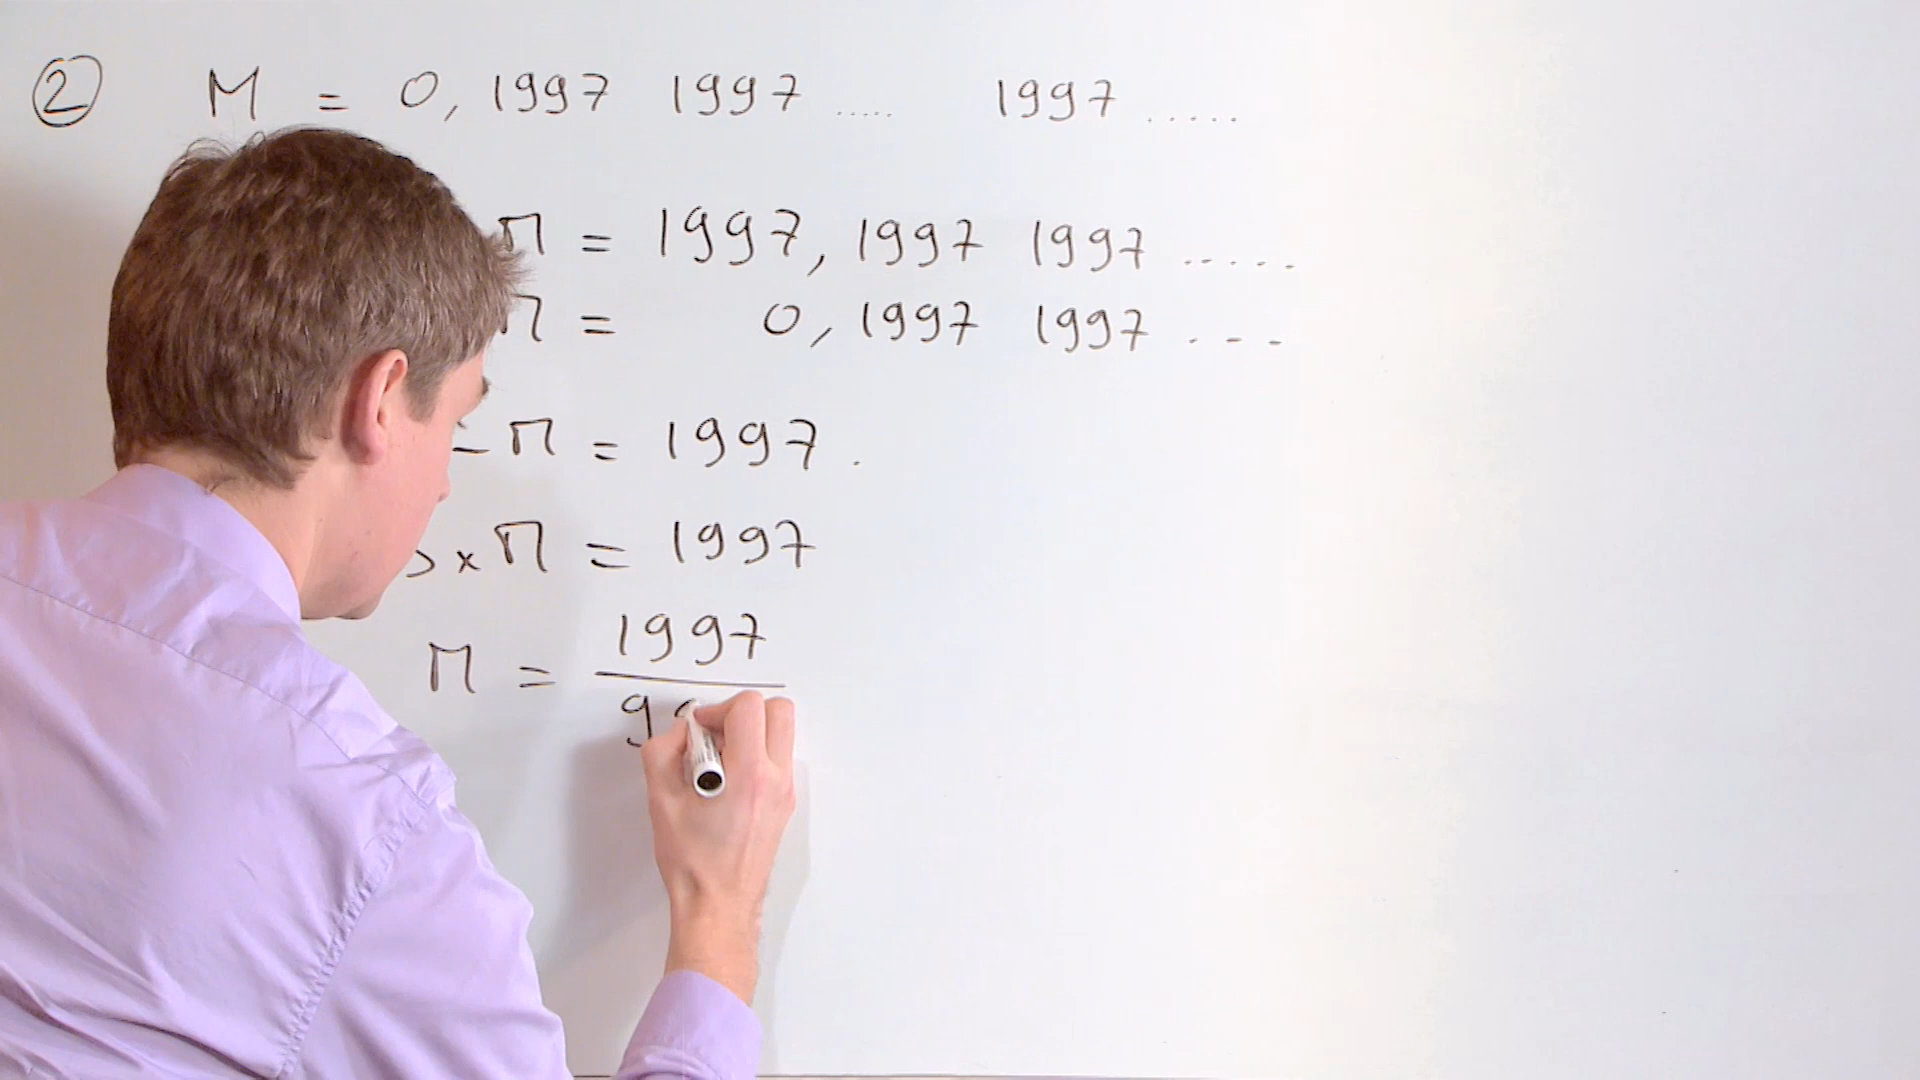 ② M = 0,1997 1997 ..... 1997 .....
M = 1997,1997 1997 .....
M = 0,1997 1997 ...
- M = 1997.
× M = 1997
M = 1997
9